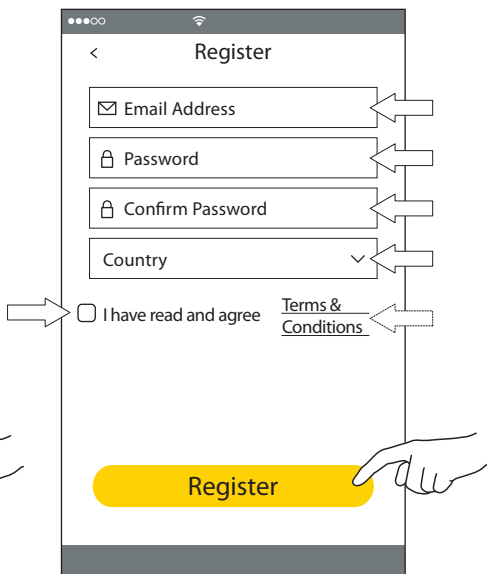 Register
Email Address
Password
Confirm Password
Country
I have read and agree
Terms &
Conditions
Register